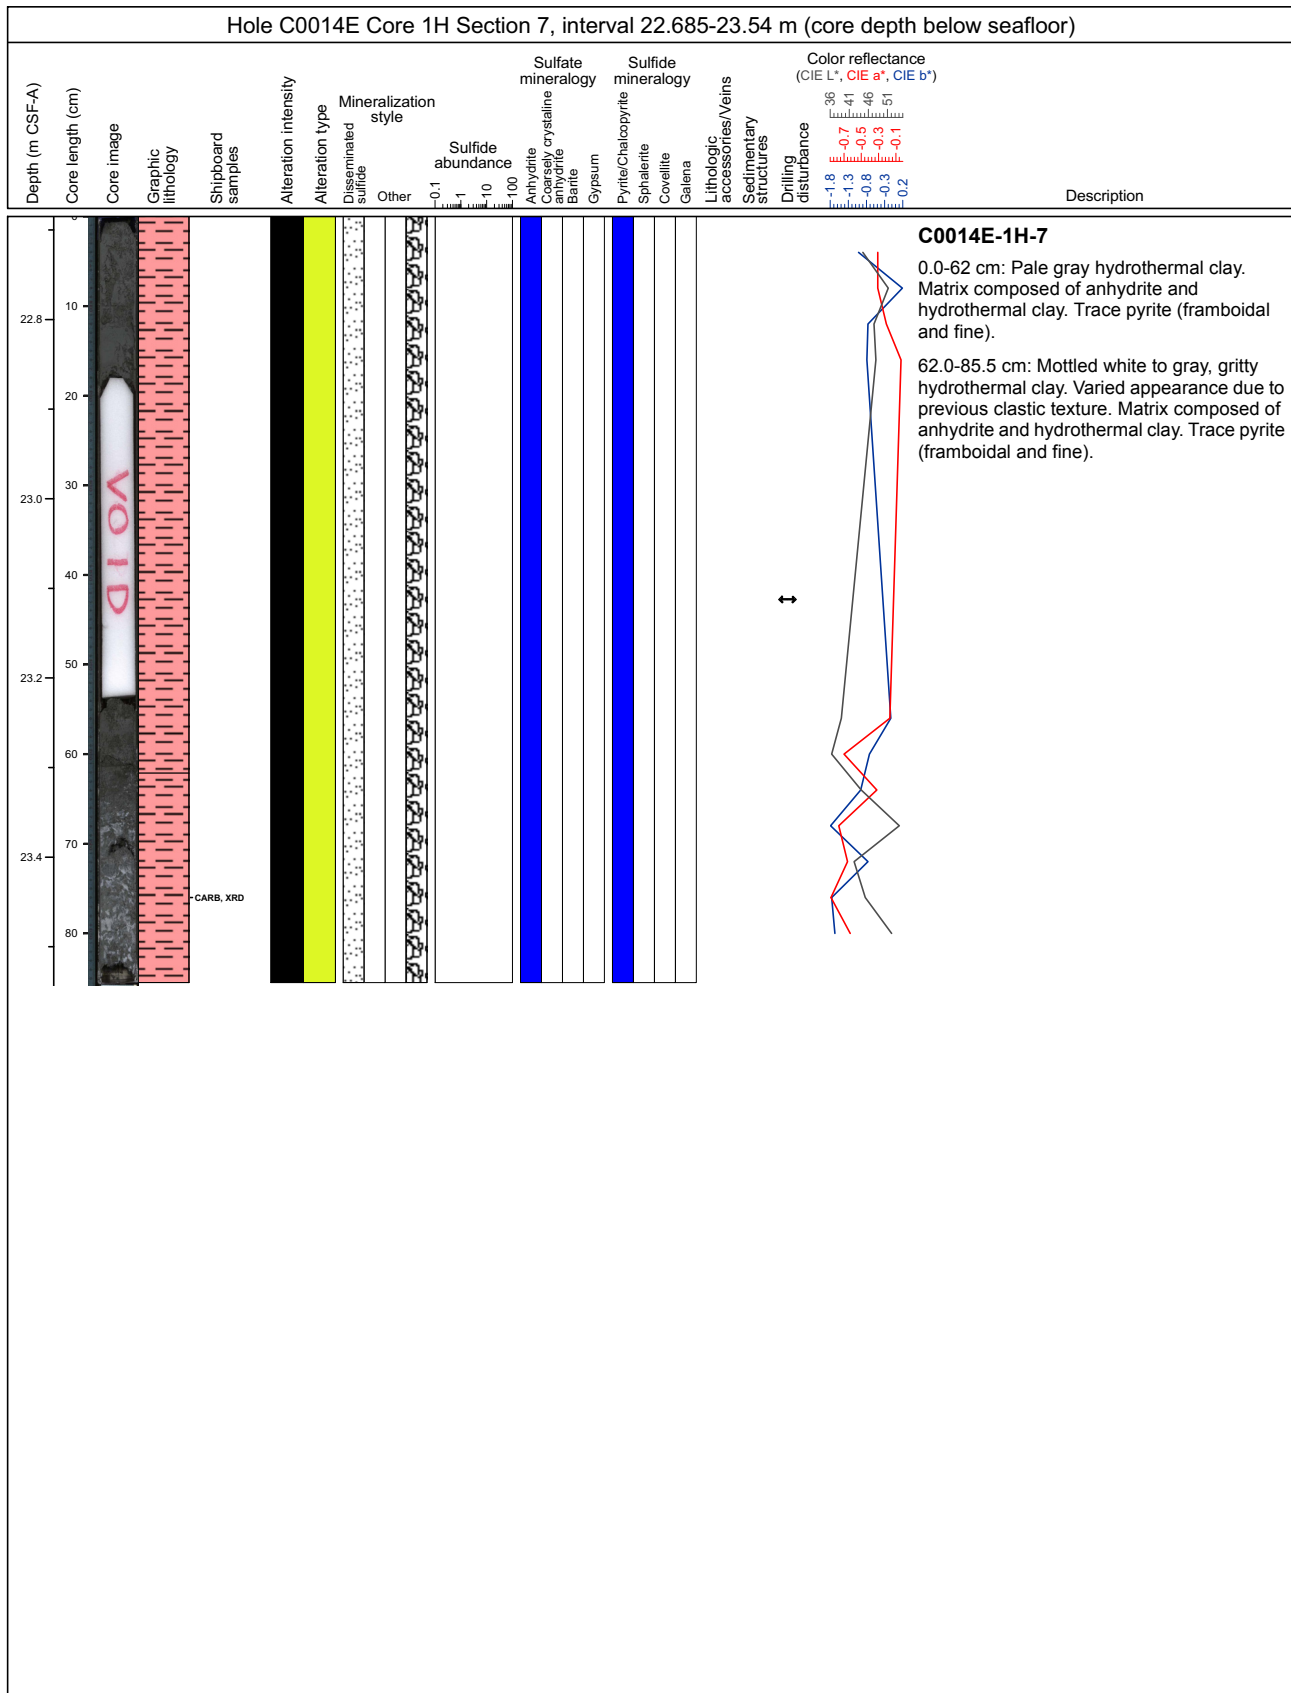 Hole C0014E Core 1H Section 7, interval 22.685-23.54 m (core depth below seafloor)
Depth (m CSF-A)
Core length (cm)
Core image
Graphic
lithology
Shipboard
samples
Alteration intensity
Alteration type
Mineralization
style
Disseminated
sulfide
Other
Sulfide
abundance
0.1
1
10
100
Sulfate
mineralogy
Anhydrite
Coarsely crystaline
anhydrite
Barite
Gypsum
Sulfide
mineralogy
Pyrite/Chalcopyrite
Sphalerite
Covellite
Galena
Lithologic
accessories/Veins
Sedimentary
structures
Drilling
disturbance
Color reflectance
(CIE L*, CIE a*, CIE b*)
36 41 46 51
-0.7 -0.5 -0.3 -0.1
-1.8 -1.3 -0.8 -0.3 0.2
Description
C0014E-1H-7
0.0-62 cm: Pale gray hydrothermal clay.
Matrix composed of anhydrite and
hydrothermal clay. Trace pyrite (framboidal
and fine).
62.0-85.5 cm: Mottled white to gray, gritty
hydrothermal clay. Varied appearance due to
previous clastic texture. Matrix composed of
anhydrite and hydrothermal clay. Trace pyrite
(framboidal and fine).
22.8
23.0
23.2
23.4
0
10
20
30
40
50
60
70
80
VOID
CARB, XRD